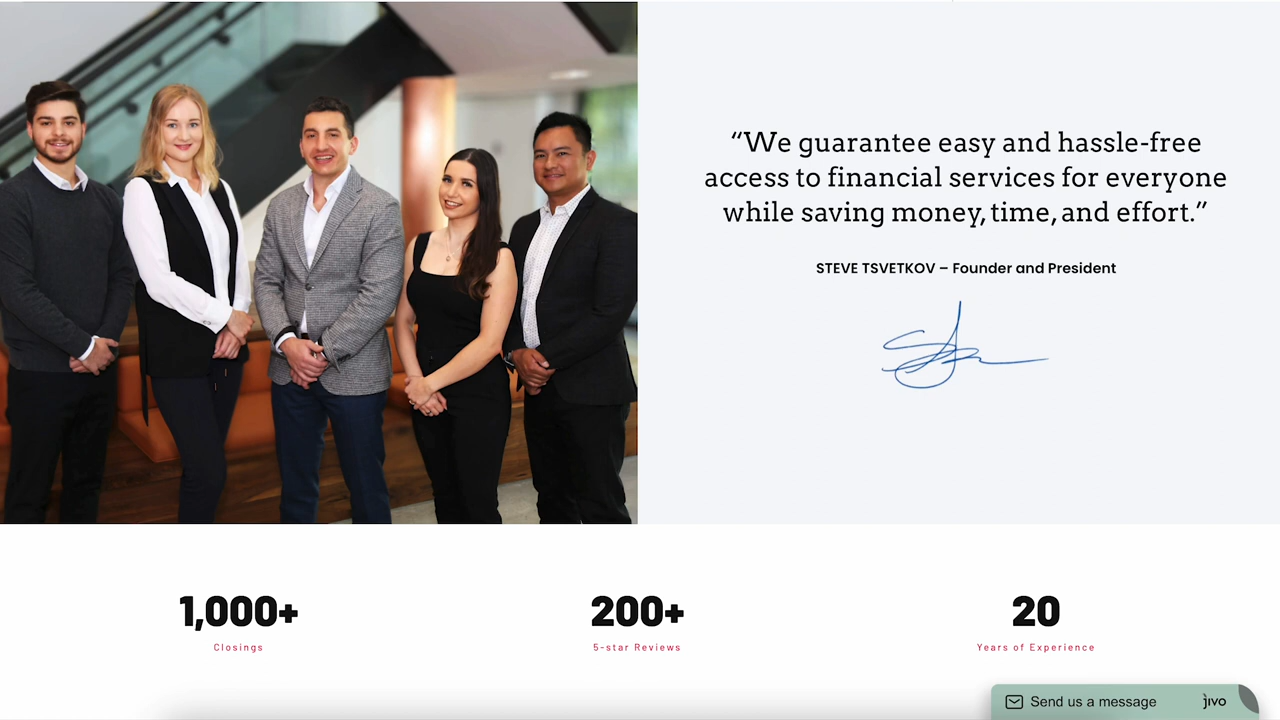 “We guarantee easy and hassle-free
access to financial services for everyone
while saving money, time, and effort.”
STEVE TSVETKOV – Founder and President
1,000+
Closings
200+
5-star Reviews
20
Years of Experience
Send us a message
jivo